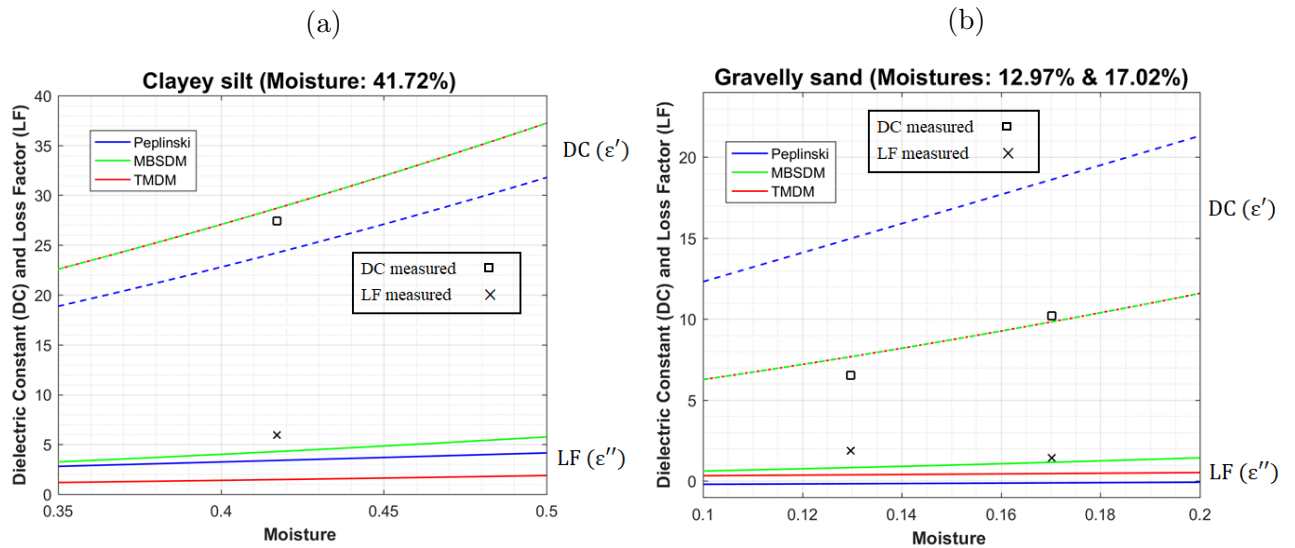 (a)
Clayey silt (Moisture: 41.72%)
Dielectric Constant (DC) and Loss Factor (LF)
40
35
30
25
20
15
10
5
0
Peplinski
MBSDM
TMDM
DC measured
LF measured
DC (ε′)
LF (ε′′)
0.35
0.4
0.45
0.5
Moisture
(b)
Gravelly sand (Moistures: 12.97% & 17.02%)
Dielectric Constant (DC) and Loss Factor (LF)
20
15
10
5
0
DC measured
LF measured
Peplinski
MBSDM
TMDM
DC (ε′)
LF (ε′′)
0.1
0.12
0.14
0.16
0.18
0.2
Moisture